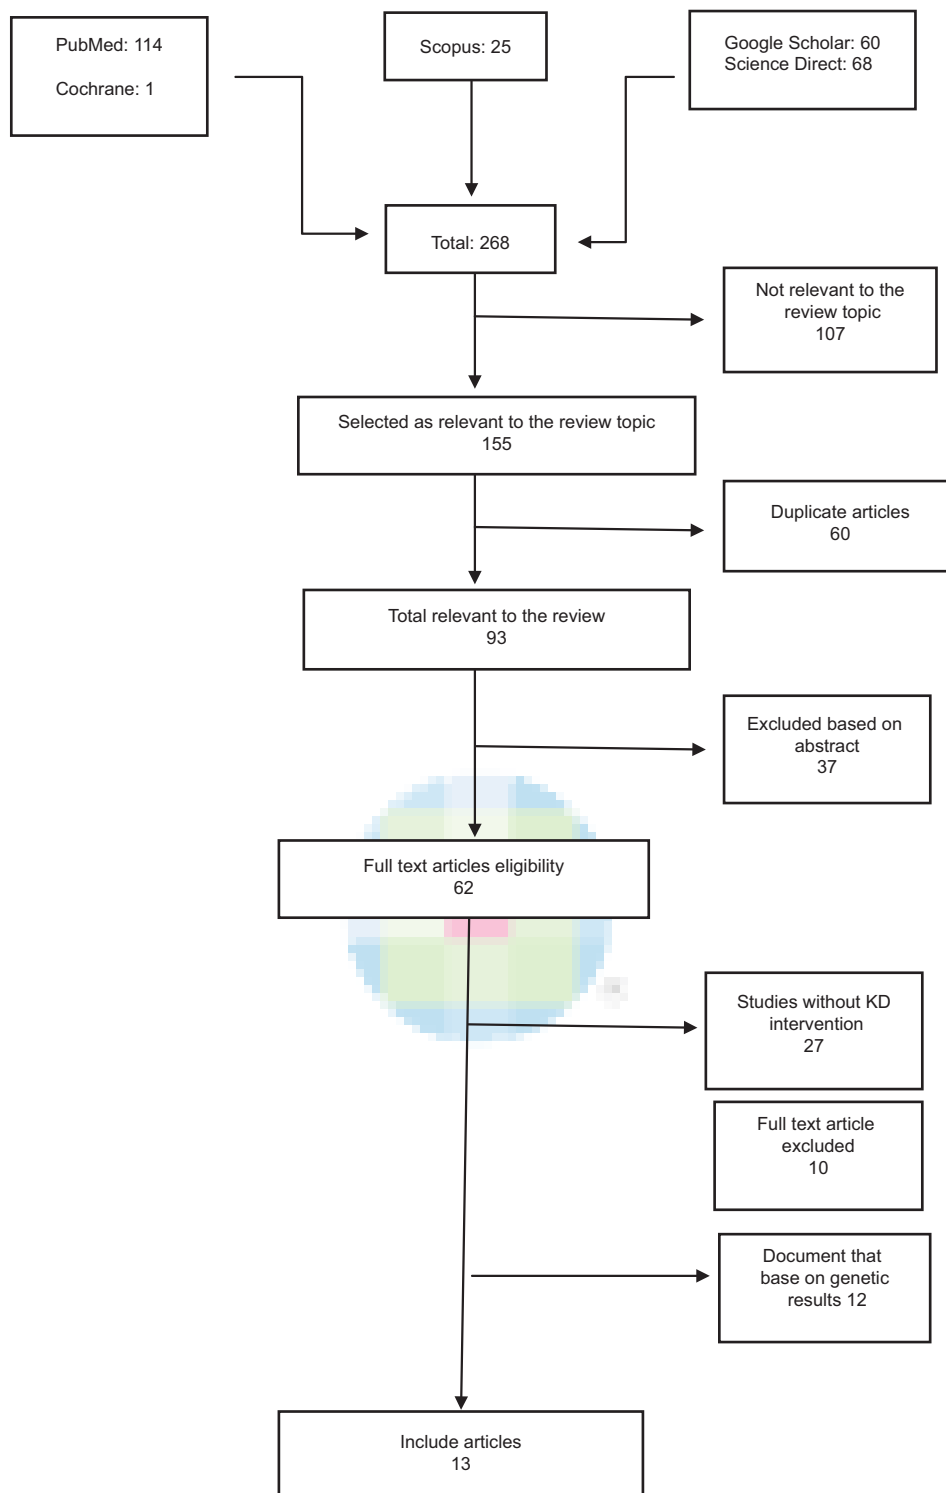 PubMed: 114
Cochrane: 1
Scopus: 25
Google Scholar: 60
Science Direct: 68
Total: 268
Not relevant to the
review topic
107
Selected as relevant to the review topic
155
Duplicate articles
60
Total relevant to the review
93
Excluded based on
abstract
37
Full text articles eligibility
62
Studies without KD
intervention
27
Full text article
excluded
10
Document that
base on genetic
results 12
Include articles
13